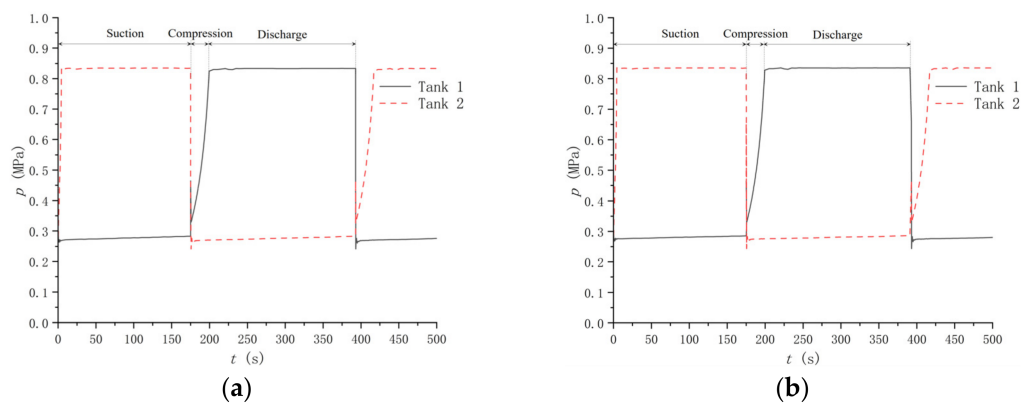 1.0
0.9
0.8
0.7
0.6
0.5
0.4
0.3
0.2
0.1
0.0
p (MPa)
Suction Compression Discharge
Tank 1
Tank 2
0 50 100 150 200 250 300 350 400 450 500
t (s)
(a)
1.0
0.9
0.8
0.7
0.6
0.5
0.4
0.3
0.2
0.1
0.0
p (MPa)
Suction Compression Discharge
Tank 1
Tank 2
0 50 100 150 200 250 300 350 400 450 500
t (s)
(b)